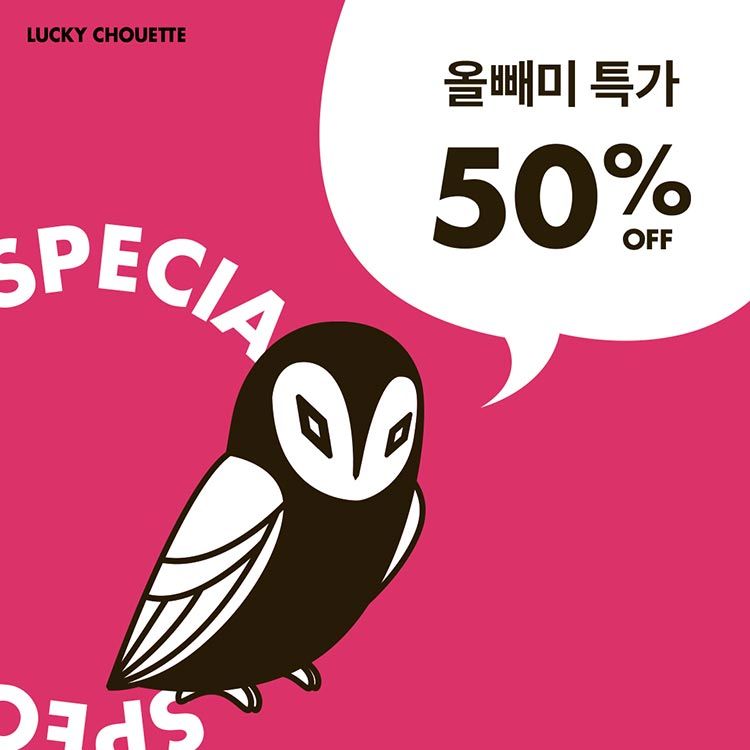 LUCKY CHOUETTE
올빼미 특가
50%
OFF
SPECIA
SPEC